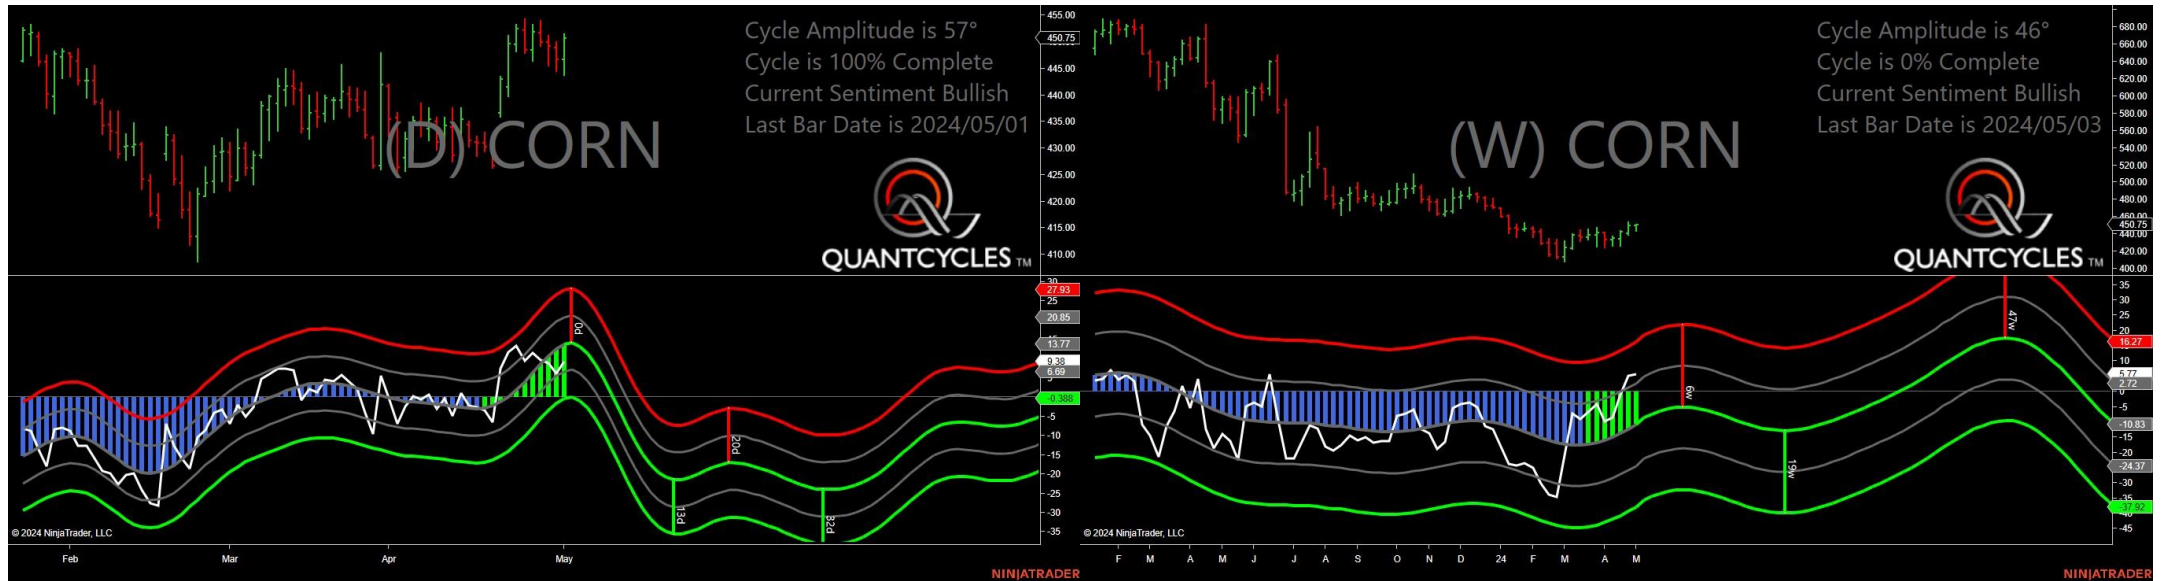 Cycle Amplitude is 57°
Cycle is 100% Complete
Current Sentiment Bullish
Last Bar Date is 2024/05/01
(D) CORN
QUANTCYCLES TM
455.00
450.75
445.00
440.00
435.00
430.00
425.00
420.00
415.00
410.00
30
27.93
25
20.85
13.77
9.38
6.69
-0.388
-5
-10
-15
-20
-25
-30
-35
0d
13d
20d
32d
© 2024 NinjaTrader, LLC
Feb Mar Apr May
NINJATRADER
Cycle Amplitude is 46°
Cycle is 0% Complete
Current Sentiment Bullish
Last Bar Date is 2024/05/03
(W) CORN
QUANTCYCLES TM
680.00
660.00
640.00
620.00
600.00
580.00
560.00
540.00
520.00
500.00
480.00
460.00
450.75
440.00
420.00
400.00
35
30
25
20
16.27
10
5.77
2.72
0
-5
-10.83
-15
-20
-24.37
-30
-35
-37.92
-45
6w
19w
47w
© 2024 NinjaTrader, LLC
F M A M J J A S O N D 24 F M A M
NINJATRADER